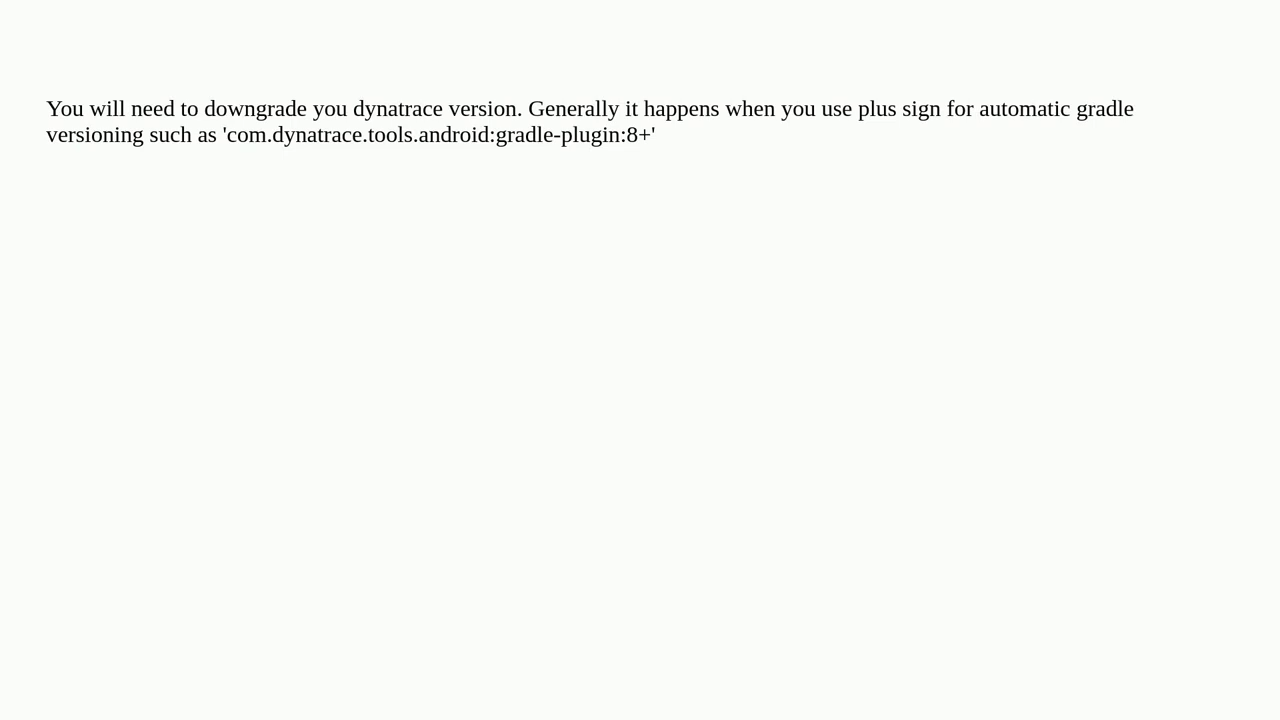 You will need to downgrade you dynatrace version. Generally it happens when you use plus sign for automatic gradle
versioning such as 'com.dynatrace.tools.android:gradle-plugin:8+'